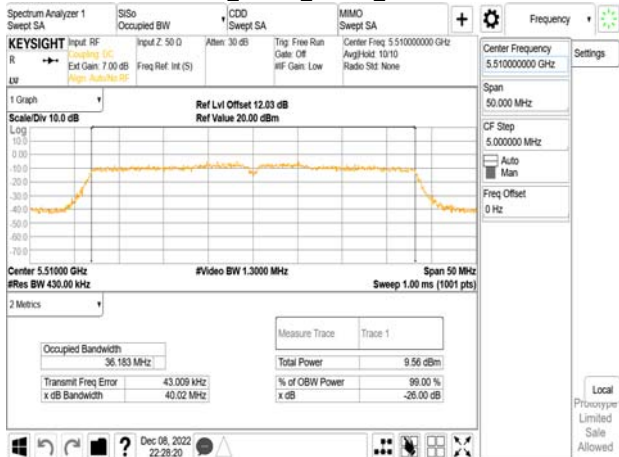 Spectrum Analyzer 1
Swept SA
SiSo
Occupied BW
CDD
Swept SA
MIMO
Swept SA
+
Frequency
KEYSIGHT
R
LVI
Input: RF
Coupling: DC
Ext Gain: 7.00 dB
Align: Auto/No RF
Input Z: 50 Ω
Freq Ref: Int (S)
Atten: 30 dB
Trig: Free Run
Gate: Off
#IF Gain: Low
Center Freq: 5.510000000 GHz
Avg|Hold: 10/10
Radio Std: None
Center Frequency
5.510000000 GHz
Settings
Span
50.000 MHz
CF Step
5.000000 MHz
Auto
Man
Freq Offset
0 Hz
1 Graph
Scale/Div 10.0 dB
Ref Lvl Offset 12.03 dB
Ref Value 20.00 dBm
Log
10.0
0.00
-10.0
-20.0
-30.0
-40.0
-50.0
-60.0
-70.0
Center 5.51000 GHz
#Res BW 430.00 kHz
#Video BW 1.3000 MHz
Span 50 MHz
Sweep 1.00 ms (1001 pts)
2 Metrics
Measure Trace
Trace 1
Occupied Bandwidth
36.183 MHz
Total Power
9.56 dBm
Transmit Freq Error
43.009 kHz
% of OBW Power
99.00 %
x dB Bandwidth
40.02 MHz
x dB
-26.00 dB
Local
Prototype
Limited
Sale
Allowed
?
Dec 08, 2022
22:28:20